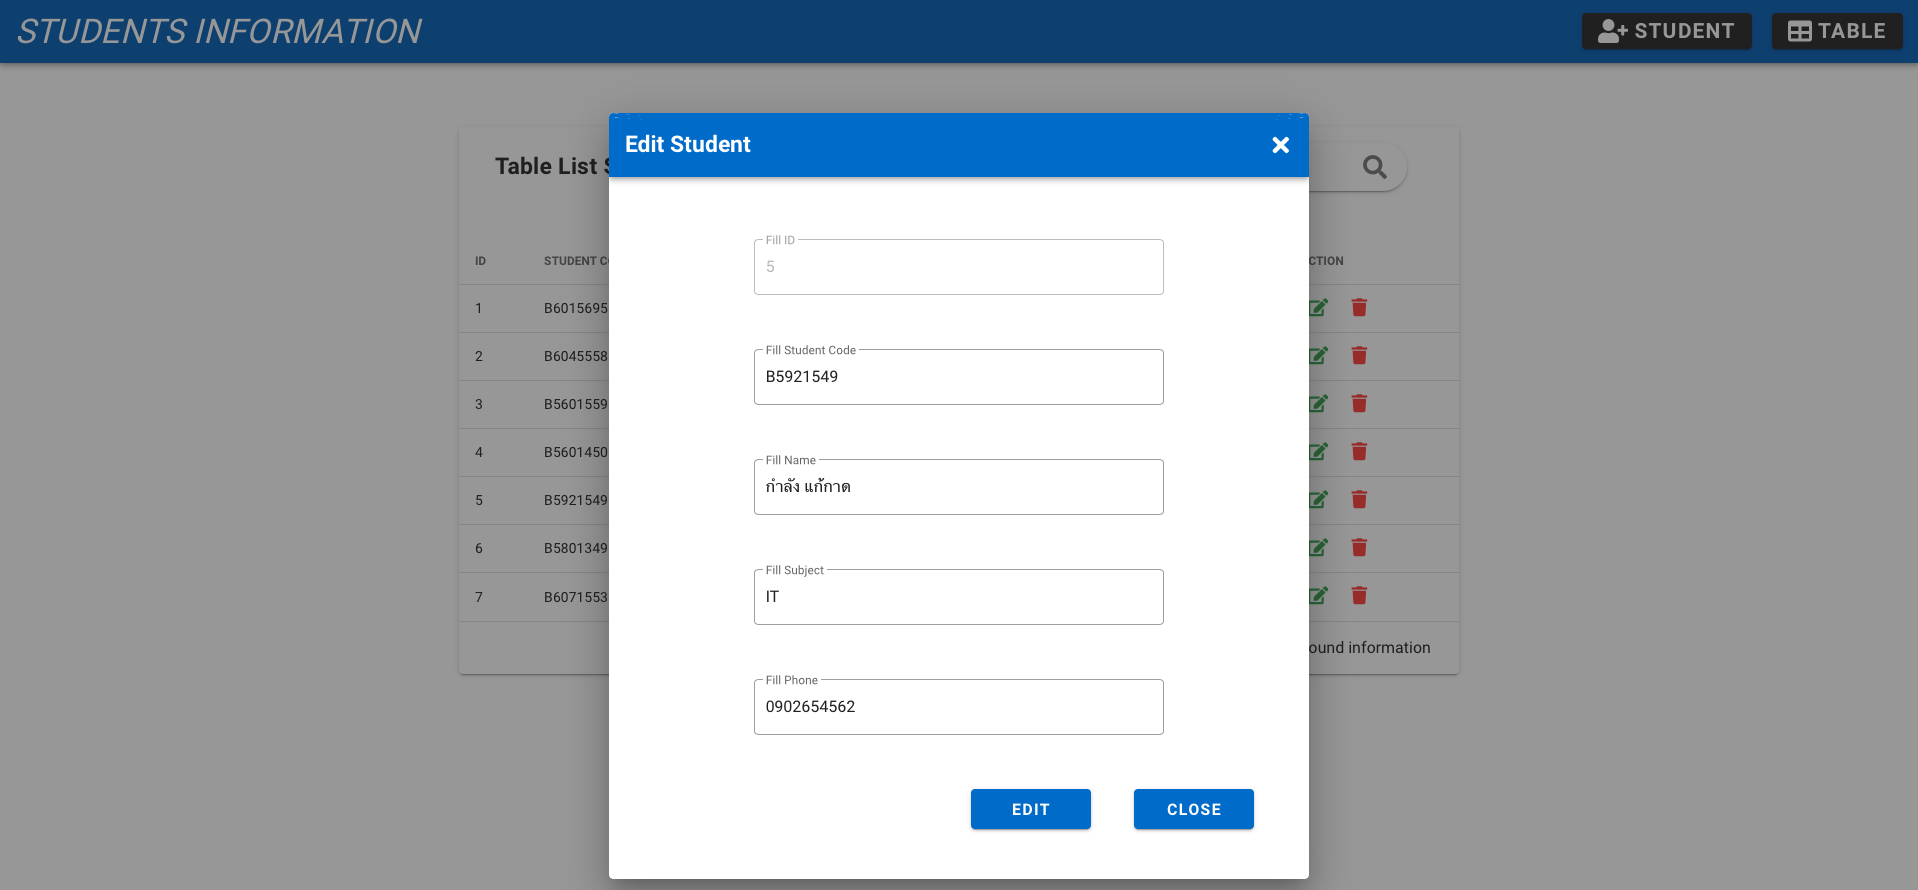 STUDENTS INFORMATION
STUDENT
TABLE
Edit Student
Table List
ID
STUDENT
CTION
1 B6015695
2 B6045558
3 B5601559
4 B5601450
5 B5921549
6 B5801349
7 B6071553
ound information
Fill ID
5
Fill Student Code
B5921549
Fill Name
กำลัง แก้กาด
Fill Subject
IT
Fill Phone
0902654562
EDIT
CLOSE